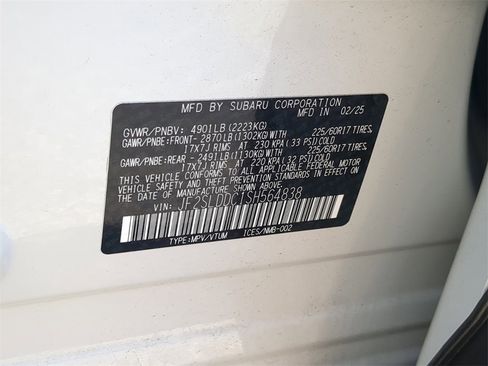 MFD BY SUBARU CORPORATION
MFD IN 02/25
GVWR/PNBV: 4901LB(2223KG)
GAWR/PNBE:FRONT- 2870LB(1302KG)WITH 225/60R17 TIRES,
17X7J RIMS AT 230 KPA(33 PSI)COLD
GAWR/PNBE:REAR - 2491LB(1130KG)WITH 225/60R17 TIRES,
17X7J RIMS AT 220 KPA(32 PSI)COLD
THIS VEHICLE CONFORMS TO ALL APPLICABLE FEDERAL MOTOR
VEHICLE SAFETY STANDARDS IN EFFECT ON
THE DATE OF MANUFACTURE SHOWN ABOVE.
VIN: JF2SLDDC1SH564838
TYPE:MPV/VTUM ICES/NMB-002